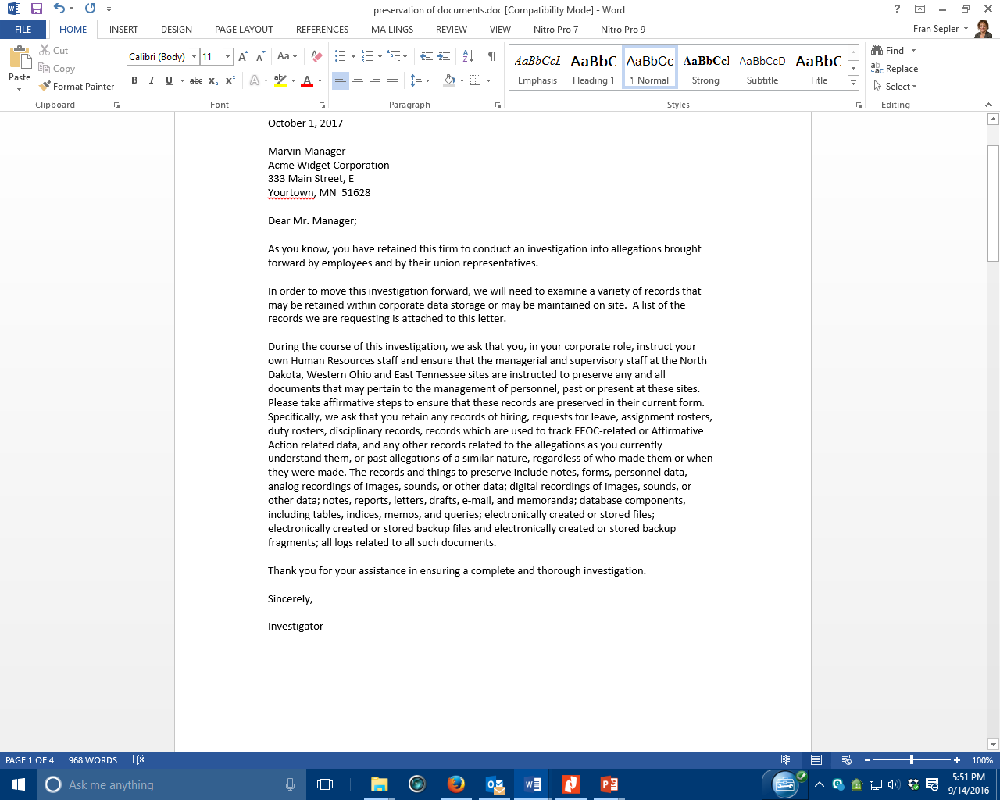 preservation of documents.doc [Compatibility Mode] - Word
FILE HOME INSERT DESIGN PAGE LAYOUT REFERENCES MAILINGS REVIEW VIEW Nitro Pro 7 Nitro Pro 9 Fran Sepler
Paste
Cut
Copy
Format Painter
Clipboard
Calibri (Body) 11
Font
Paragraph
AaBbCcI AaBbC AaBbCc AaBbCcI AaBbCcD AaBbC
Emphasis Heading 1 ¶ Normal Strong Subtitle Title
Styles
Find
Replace
Select
Editing
October 1, 2017
Marvin Manager
Acme Widget Corporation
333 Main Street, E
Yourtown, MN  51628
Dear Mr. Manager;
As you know, you have retained this firm to conduct an investigation into allegations brought
forward by employees and by their union representatives.
In order to move this investigation forward, we will need to examine a variety of records that
may be retained within corporate data storage or may be maintained on site.  A list of the
records we are requesting is attached to this letter.
During the course of this investigation, we ask that you, in your corporate role, instruct your
own Human Resources staff and ensure that the managerial and supervisory staff at the North
Dakota, Western Ohio and East Tennessee sites are instructed to preserve any and all
documents that may pertain to the management of personnel, past or present at these sites.
Please take affirmative steps to ensure that these records are preserved in their current form.
Specifically, we ask that you retain any records of hiring, requests for leave, assignment rosters,
duty rosters, disciplinary records, records which are used to track EEOC-related or Affirmative
Action related data, and any other records related to the allegations as you currently
understand them, or past allegations of a similar nature, regardless of who made them or when
they were made. The records and things to preserve include notes, forms, personnel data,
analog recordings of images, sounds, or other data; digital recordings of images, sounds, or
other data; notes, reports, letters, drafts, e-mail, and memoranda; database components,
including tables, indices, memos, and queries; electronically created or stored files;
electronically created or stored backup files and electronically created or stored backup
fragments; all logs related to all such documents.
Thank you for your assistance in ensuring a complete and thorough investigation.
Sincerely,
Investigator
PAGE 1 OF 4 968 WORDS 100%
Ask me anything
5:51 PM
9/14/2016